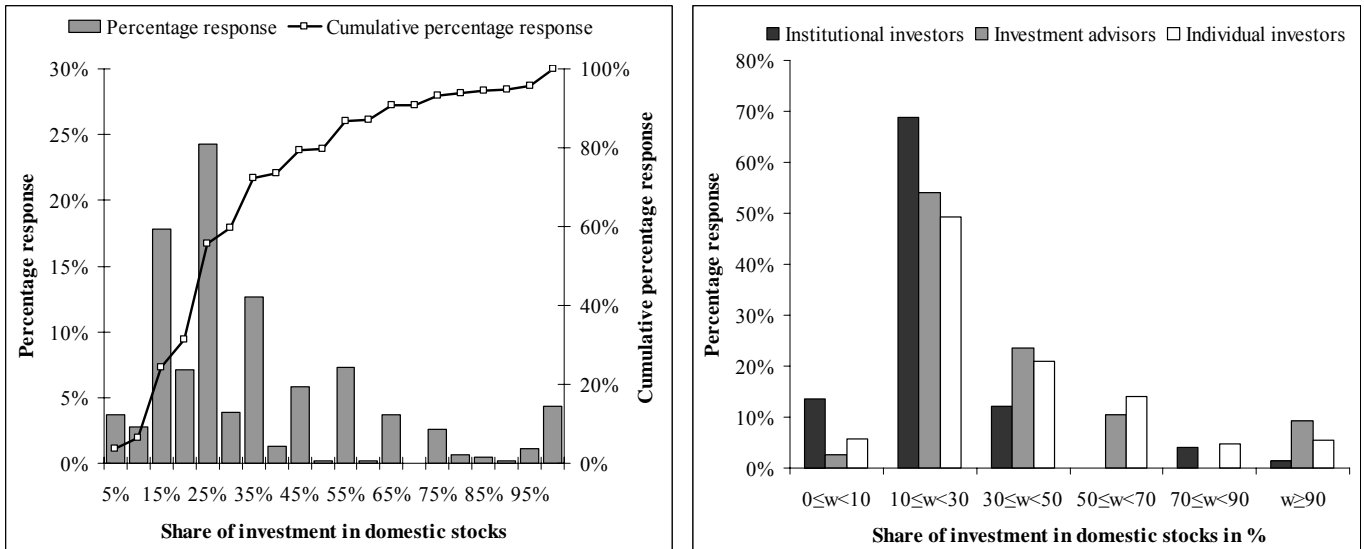 Percentage response Cumulative percentage response
30%
25%
20%
15%
10%
5%
0%
100%
80%
60%
40%
20%
0%
Percentage response
Cumulative percentage response
5% 15% 25% 35% 45% 55% 65% 75% 85% 95%
Share of investment in domestic stocks
Institutional investors Investment advisors Individual investors
80%
70%
60%
50%
40%
30%
20%
10%
0%
Percentage response
0≤w<10 10≤w<30 30≤w<50 50≤w<70 70≤w<90 w≥90
Share of investment in domestic stocks in %